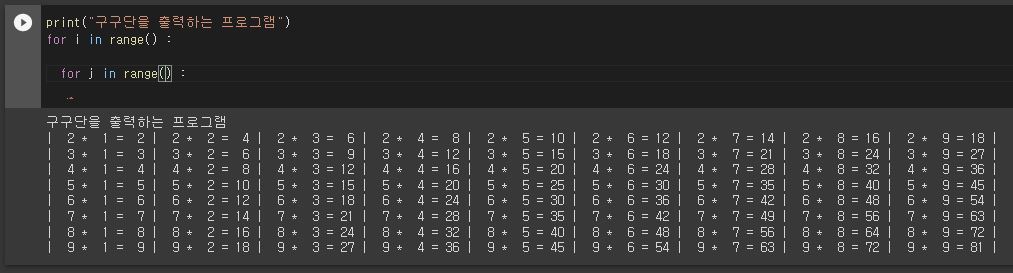 print("구구단을 출력하는 프로그램")
for i in range() :
for j in range() :
구구단을 출력하는 프로그램
|  2 *  1 =  2 |  2 *  2 =  4 |  2 *  3 =  6 |  2 *  4 =  8 |  2 *  5 = 10 |  2 *  6 = 12 |  2 *  7 = 14 |  2 *  8 = 16 |  2 *  9 = 18 |
|  3 *  1 =  3 |  3 *  2 =  6 |  3 *  3 =  9 |  3 *  4 = 12 |  3 *  5 = 15 |  3 *  6 = 18 |  3 *  7 = 21 |  3 *  8 = 24 |  3 *  9 = 27 |
|  4 *  1 =  4 |  4 *  2 =  8 |  4 *  3 = 12 |  4 *  4 = 16 |  4 *  5 = 20 |  4 *  6 = 24 |  4 *  7 = 28 |  4 *  8 = 32 |  4 *  9 = 36 |
|  5 *  1 =  5 |  5 *  2 = 10 |  5 *  3 = 15 |  5 *  4 = 20 |  5 *  5 = 25 |  5 *  6 = 30 |  5 *  7 = 35 |  5 *  8 = 40 |  5 *  9 = 45 |
|  6 *  1 =  6 |  6 *  2 = 12 |  6 *  3 = 18 |  6 *  4 = 24 |  6 *  5 = 30 |  6 *  6 = 36 |  6 *  7 = 42 |  6 *  8 = 48 |  6 *  9 = 54 |
|  7 *  1 =  7 |  7 *  2 = 14 |  7 *  3 = 21 |  7 *  4 = 28 |  7 *  5 = 35 |  7 *  6 = 42 |  7 *  7 = 49 |  7 *  8 = 56 |  7 *  9 = 63 |
|  8 *  1 =  8 |  8 *  2 = 16 |  8 *  3 = 24 |  8 *  4 = 32 |  8 *  5 = 40 |  8 *  6 = 48 |  8 *  7 = 56 |  8 *  8 = 64 |  8 *  9 = 72 |
|  9 *  1 =  9 |  9 *  2 = 18 |  9 *  3 = 27 |  9 *  4 = 36 |  9 *  5 = 45 |  9 *  6 = 54 |  9 *  7 = 63 |  9 *  8 = 72 |  9 *  9 = 81 |